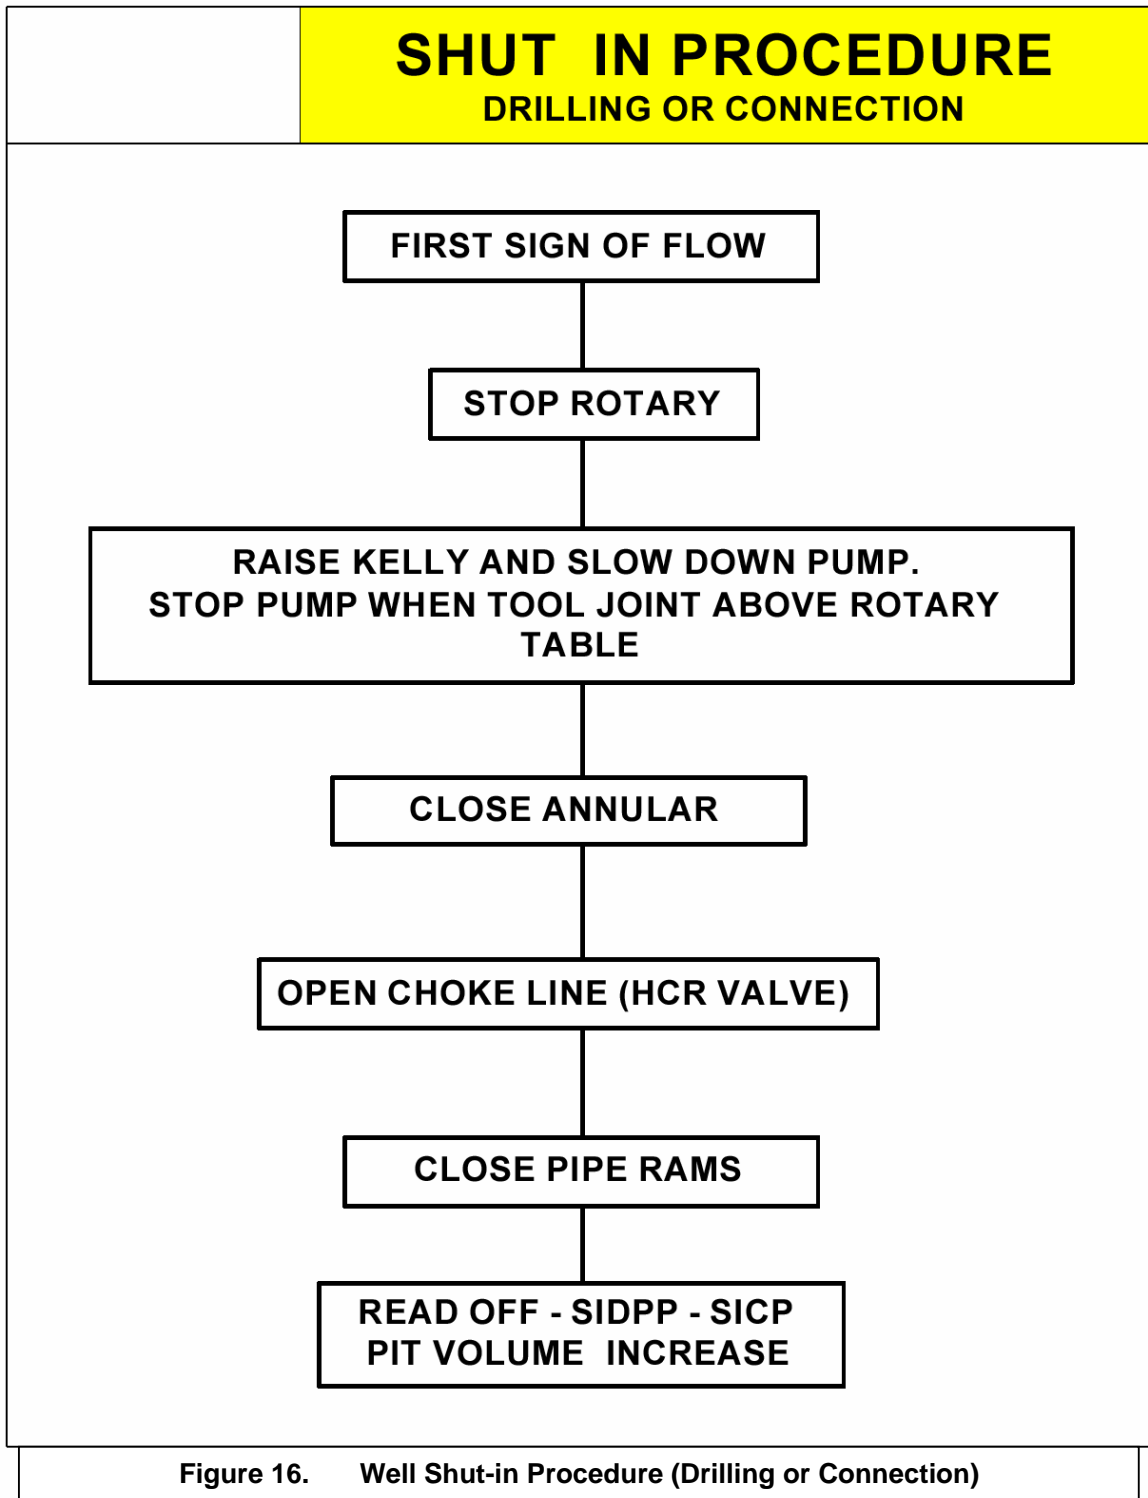 SHUT IN PROCEDURE
DRILLING OR CONNECTION
FIRST SIGN OF FLOW
STOP ROTARY
RAISE KELLY AND SLOW DOWN PUMP.
STOP PUMP WHEN TOOL JOINT ABOVE ROTARY
TABLE
CLOSE ANNULAR
OPEN CHOKE LINE (HCR VALVE)
CLOSE PIPE RAMS
READ OFF - SIDPP - SICP
PIT VOLUME INCREASE
Figure 16. Well Shut-in Procedure (Drilling or Connection)